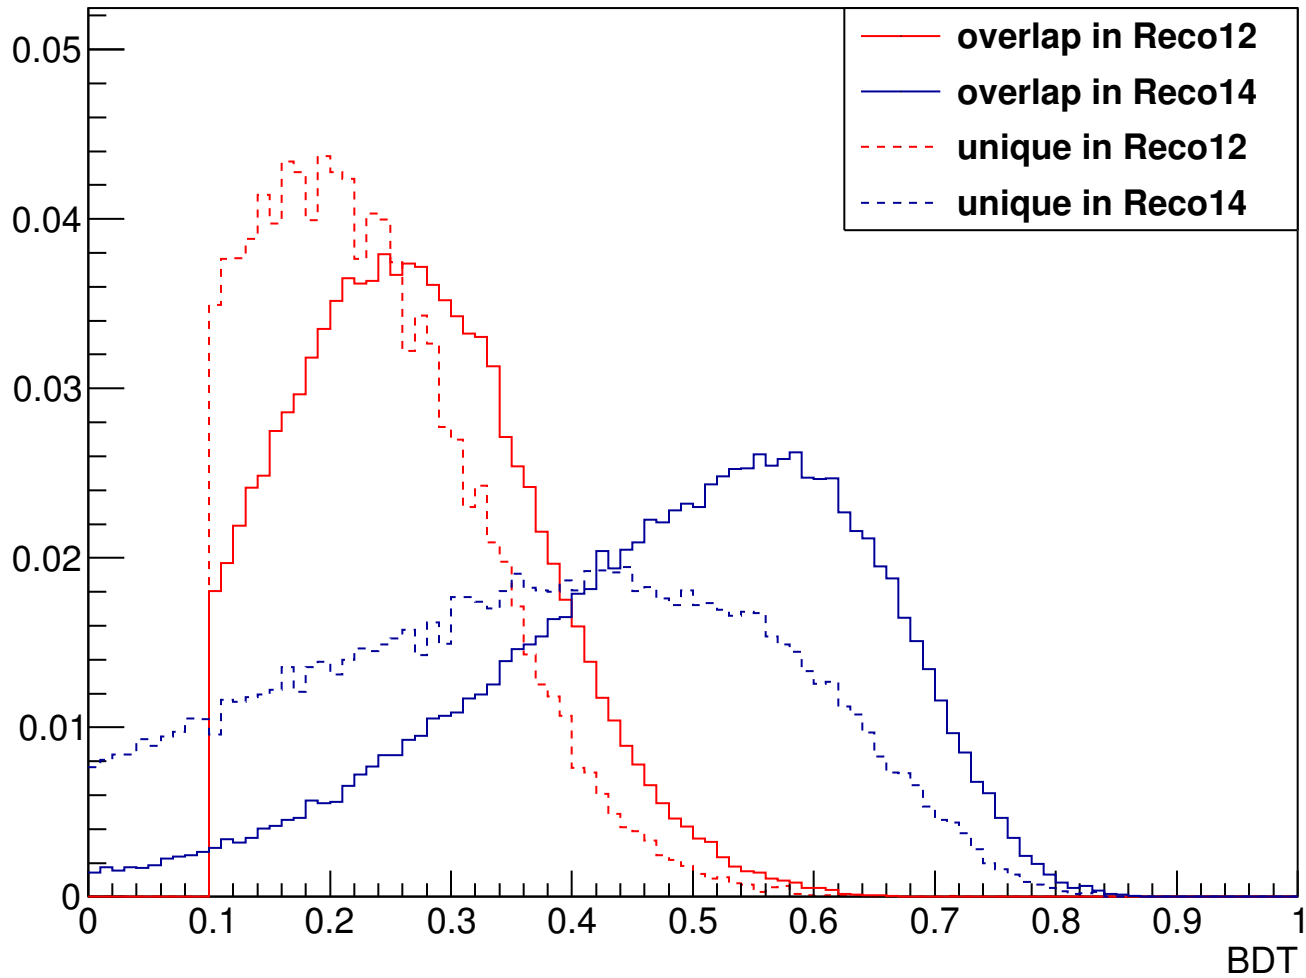 overlap in Reco12
overlap in Reco14
unique in Reco12
unique in Reco14
0.05
0.04
0.03
0.02
0.01
0
0 0.1 0.2 0.3 0.4 0.5 0.6 0.7 0.8 0.9 1
BDT